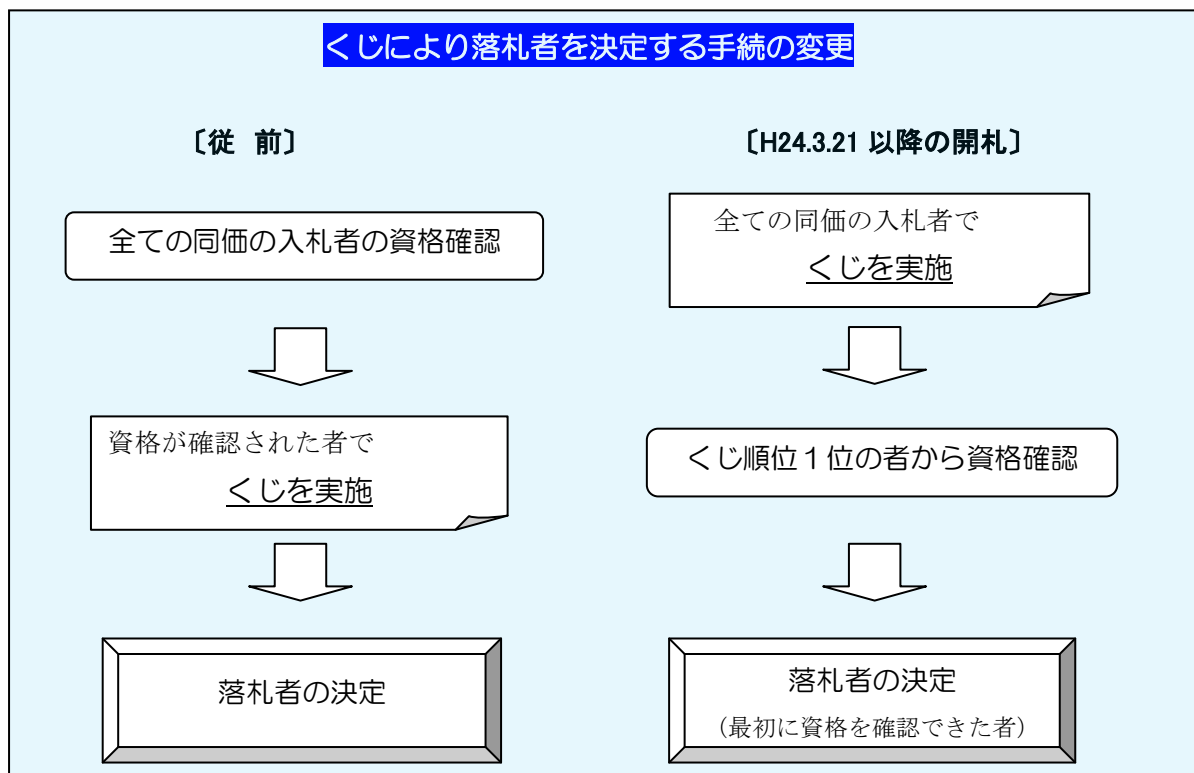 くじにより落札者を決定する手続の変更
〔従 前〕
全ての同価の入札者の資格確認
資格が確認された者で
くじを実施
落札者の決定
〔H24.3.21 以降の開札〕
全ての同価の入札者で
くじを実施
くじ順位１位の者から資格確認
落札者の決定
（最初に資格を確認できた者）